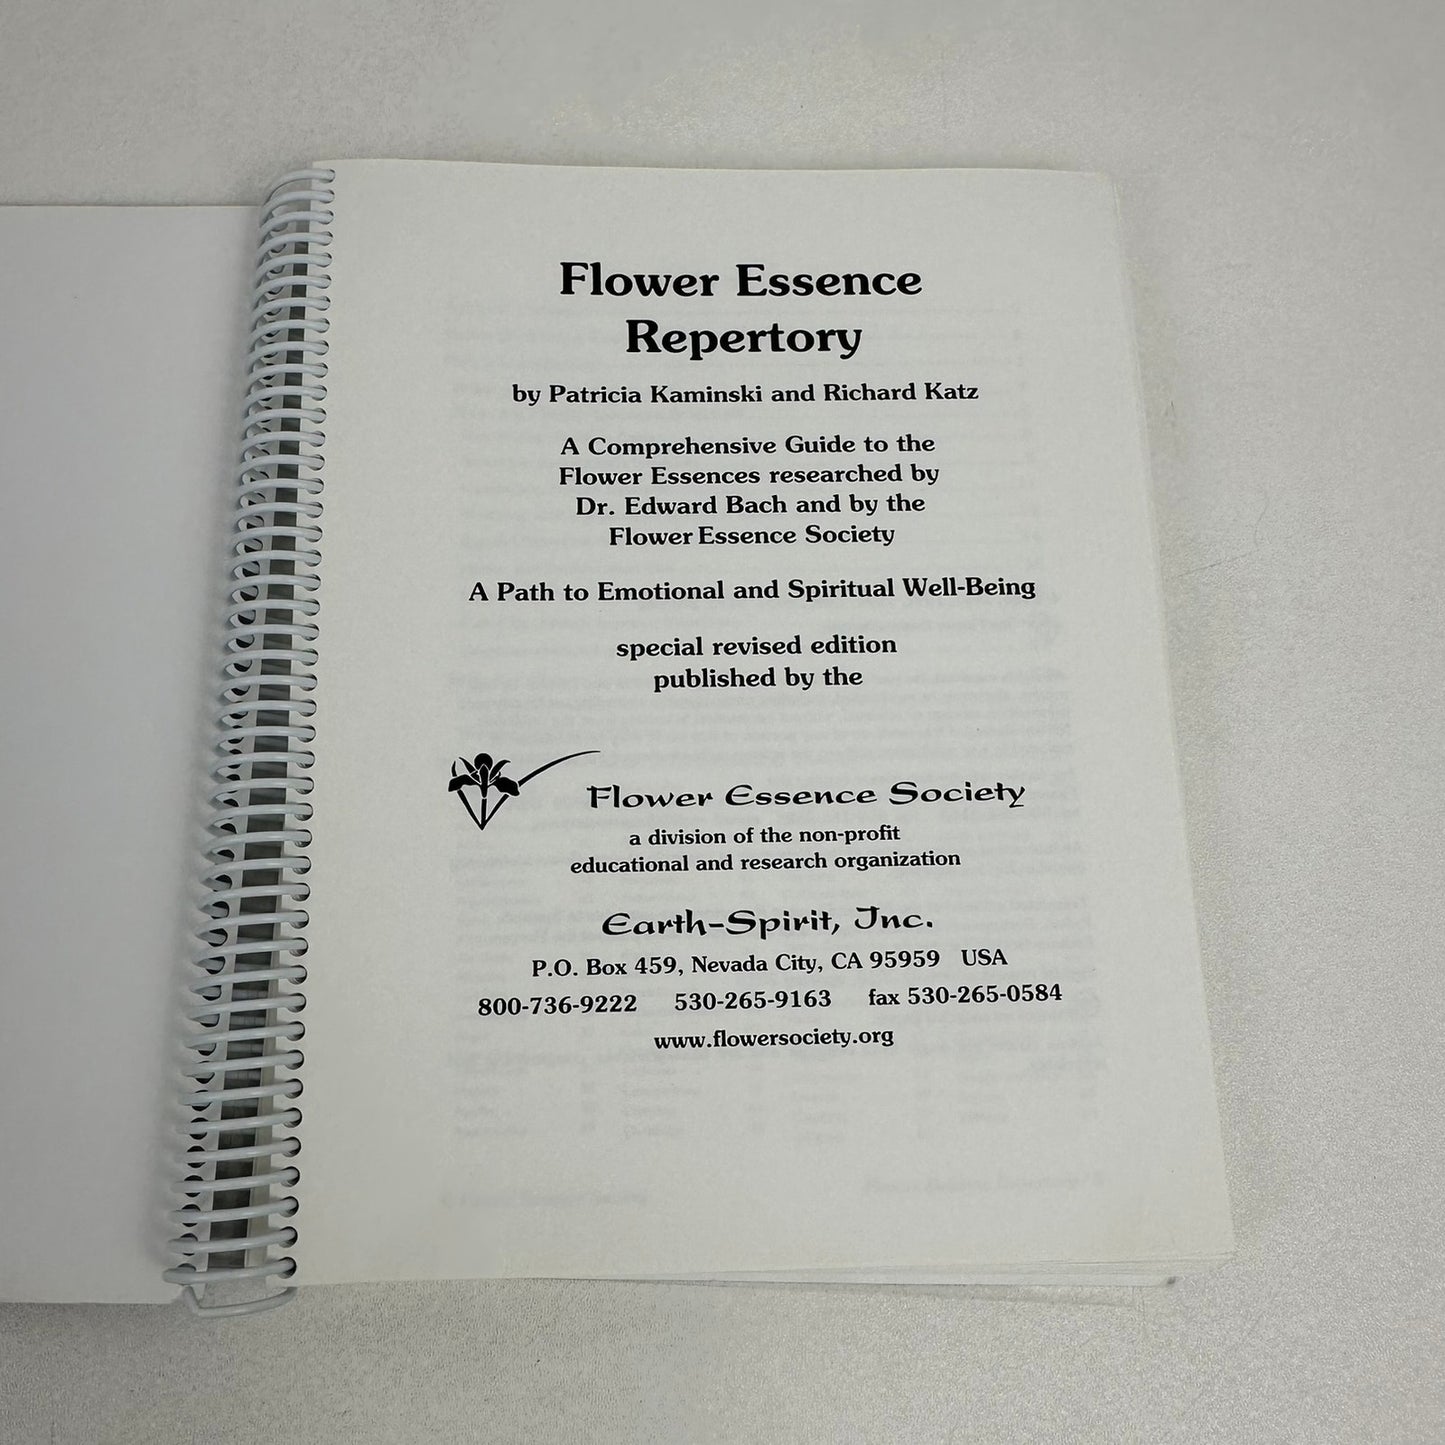 Flower Essence
Repertory
by Patricia Kaminski and Richard Katz
A Comprehensive Guide to the
Flower Essences researched by
Dr. Edward Bach and by the
Flower Essence Society
A Path to Emotional and Spiritual Well-Being
special revised edition
published by the
Flower Essence Society
a division of the non-profit
educational and research organization
Earth-Spirit, Inc.
P.O. Box 459, Nevada City, CA 95959 USA
800-736-9222 530-265-9163 fax 530-265-0584
www.flowersociety.org